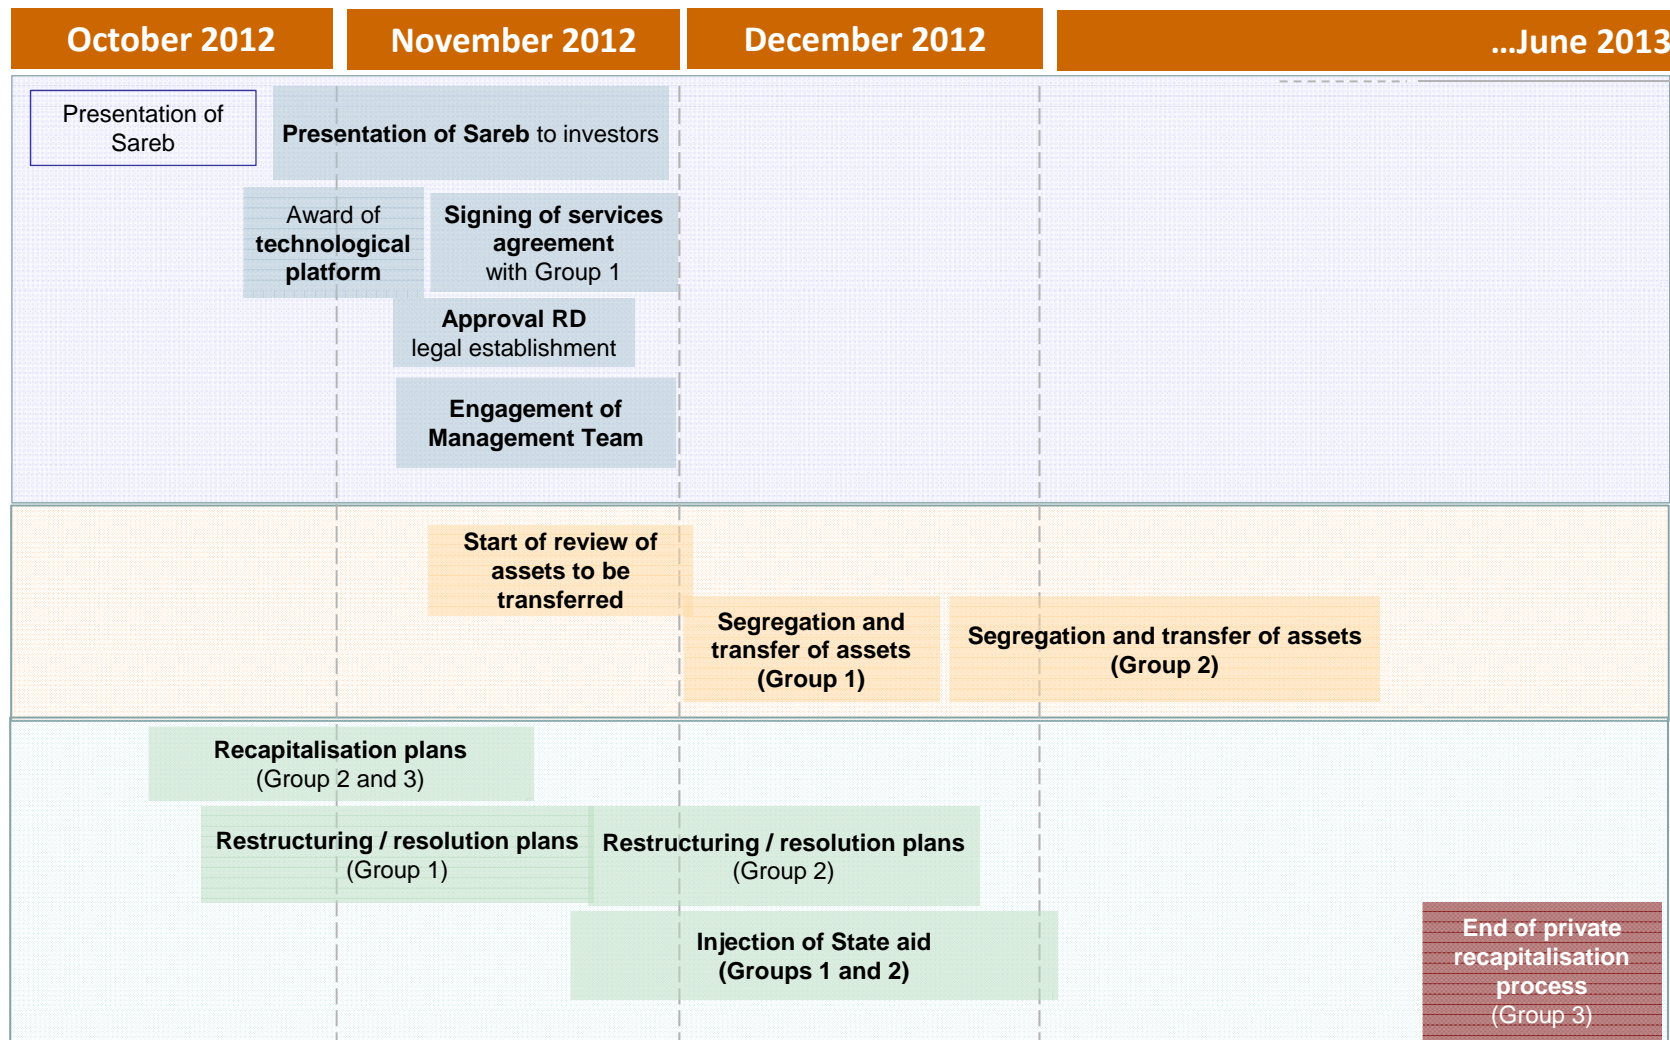 October 2012
November 2012
December 2012
...June 2013
Presentation of
Sareb
Presentation of Sareb to investors
Award of
technological
platform
Signing of services
agreement
with Group 1
Approval RD
legal establishment
Engagement of
Management Team
Start of review of
assets to be
transferred
Segregation and
transfer of assets
(Group 1)
Segregation and transfer of assets
(Group 2)
Recapitalisation plans
(Group 2 and 3)
Restructuring / resolution plans
(Group 1)
Restructuring / resolution plans
(Group 2)
Injection of State aid
(Groups 1 and 2)
End of private
recapitalisation
process
(Group 3)